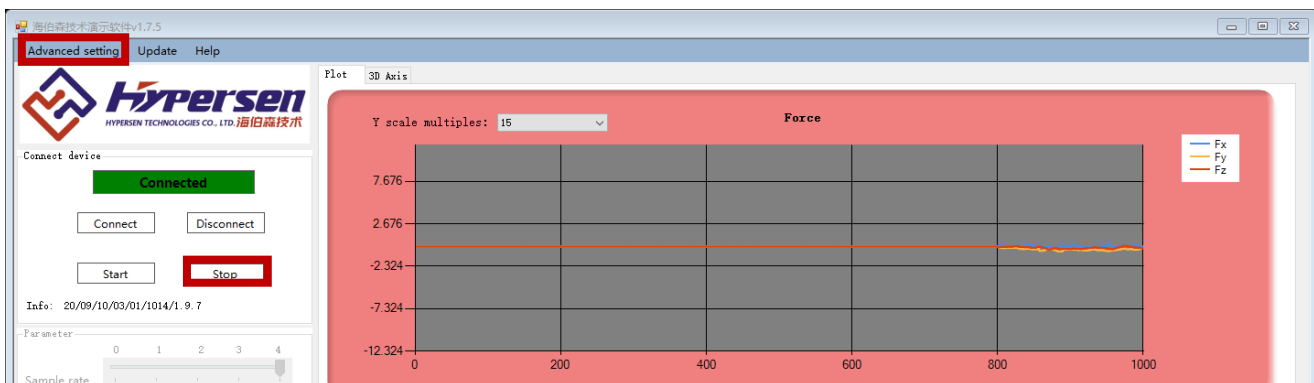 海伯森技术演示软件v1.7.5
Advanced setting Update Help
Hypersen
HYPERSEN TECHNOLOGIES CO., LTD.海伯森技术
Plot 3D Axis
Y scale multiples: 15
Force
Fx
Fy
Fz
Connect device
Connected
Connect Disconnect
Start Stop
Info: 20/09/10/03/01/1014/1.9.7
Parameter
0 1 2 3 4
Sample rate
7.676
2.676
-2.324
-7.324
-12.324
0 200 400 600 800 1000